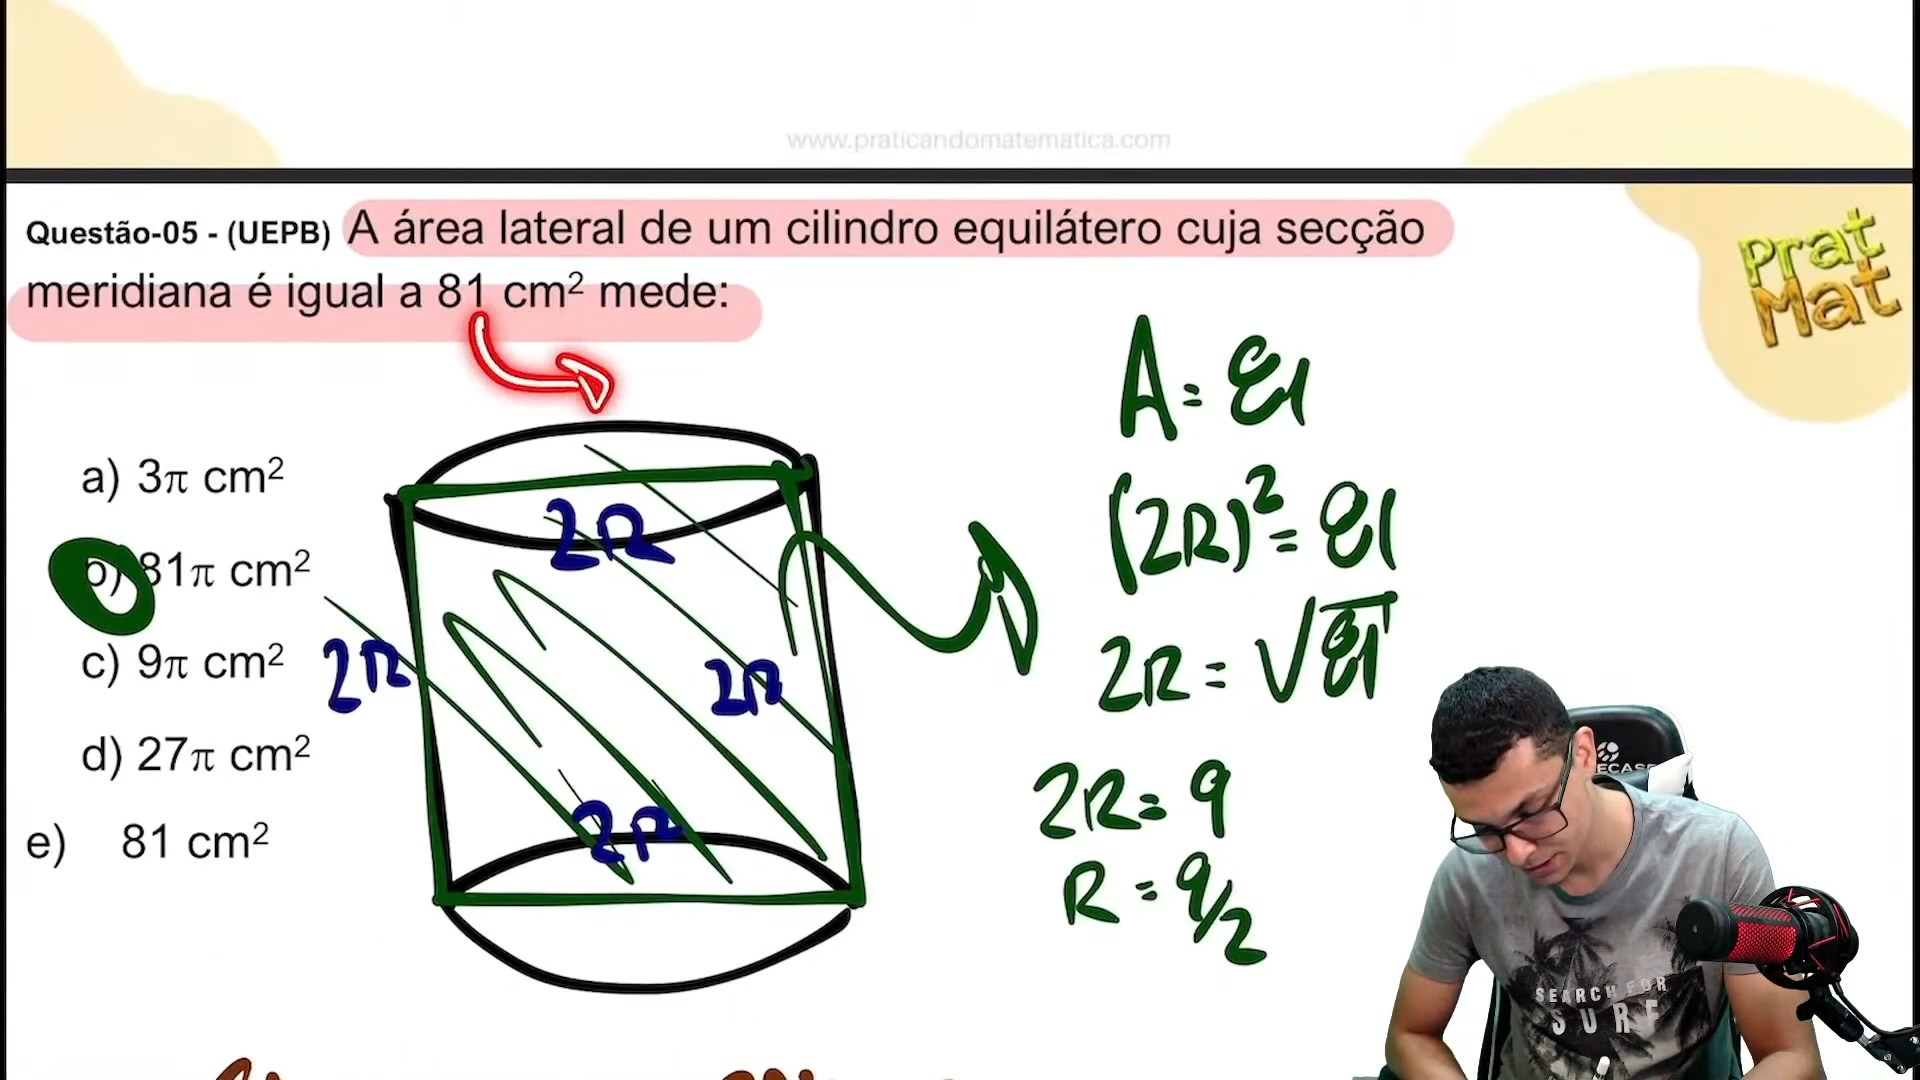 www.praticandomatematica.com
Questão-05 - (UEPB) A área lateral de um cilindro equilátero cuja secção
meridiana é igual a 81 cm² mede:
Prat
Mat
a) 3π cm²
b) 81π cm²
c) 9π cm²
d) 27π cm²
e) 81 cm²
2R
2R
2R
2R
A = 81
(2R)² = 81
2R = √81
2R = 9
R = 9/2
SEARCH FOR
SURF